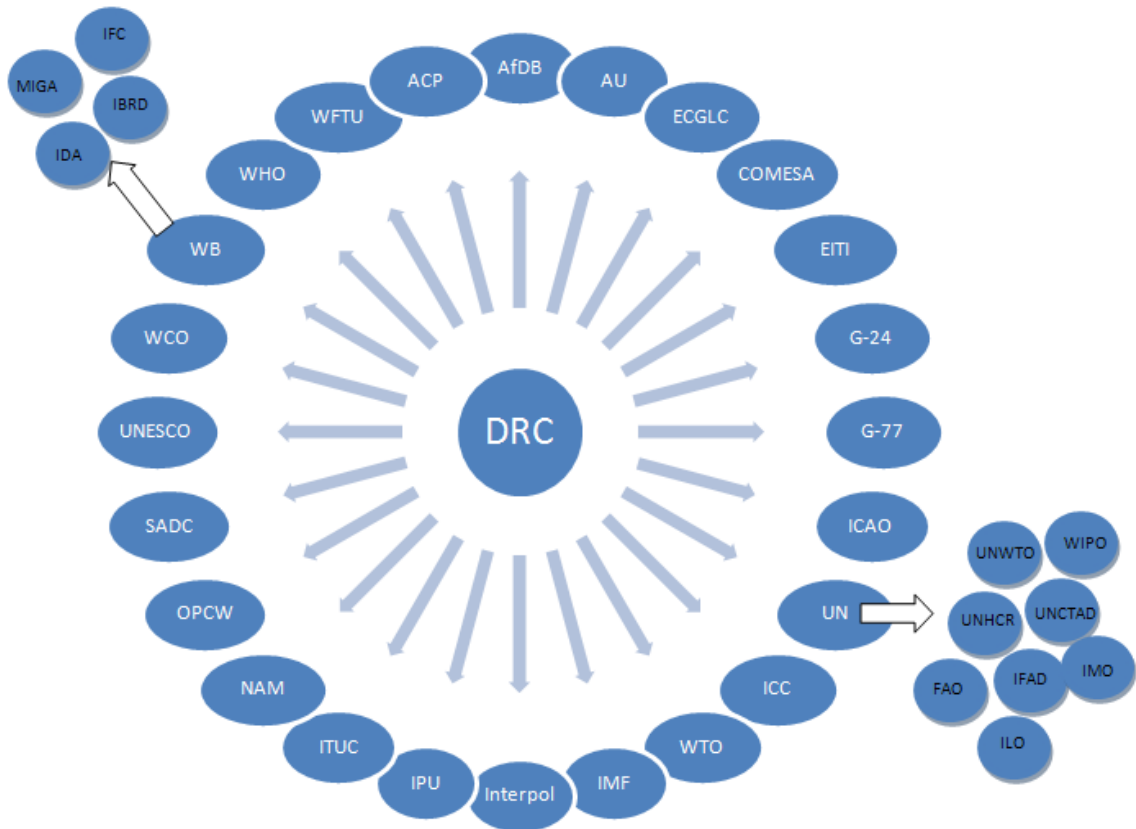 IFC
MIGA
IBRD
IDA
AfDB
AU
ECGLC
COMESA
EITI
G-24
G-77
ICAO
UN
ICC
WTO
IMF
Interpol
IPU
ITUC
NAM
OPCW
SADC
UNESCO
WCO
WB
WHO
WFTU
ACP
DRC
UNWTO
WIPO
UNHCR
UNCTAD
FAO
IFAD
IMO
ILO